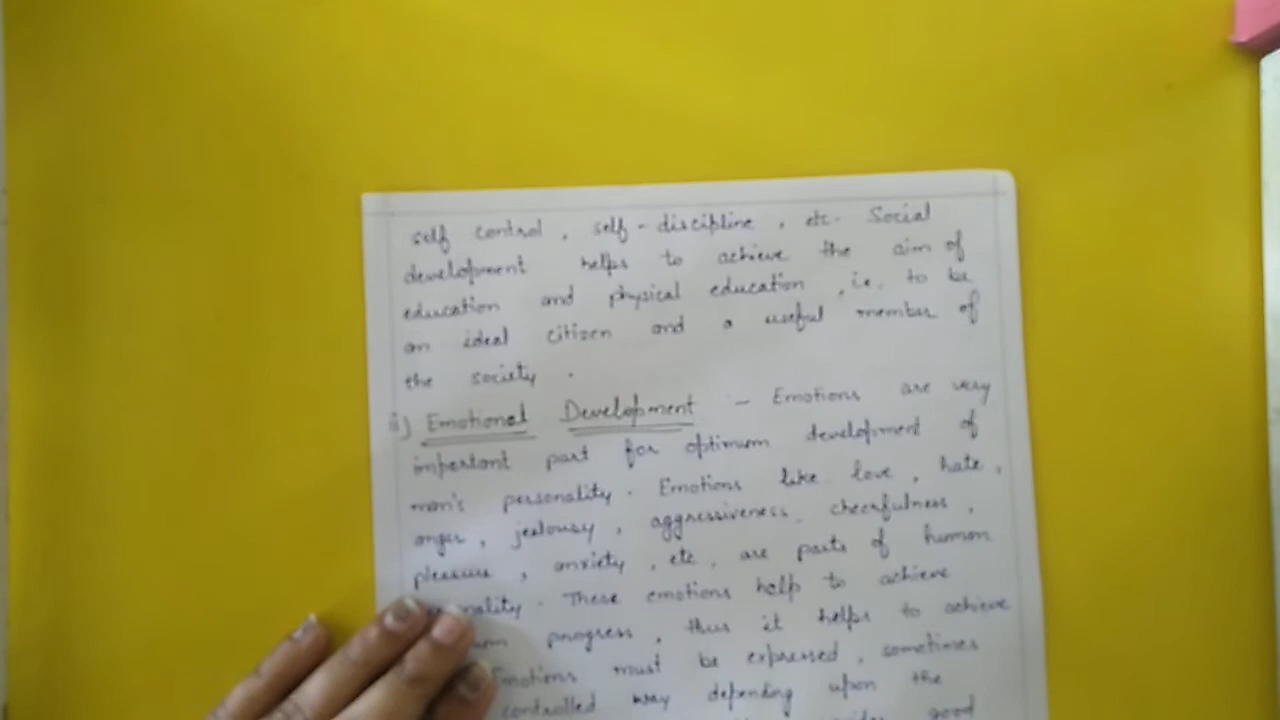 self control , self - discipline , etc. Social
development helps to achieve the aim of
education and physical education , i.e. to be
an ideal citizen and a useful member of
the society .
ii) Emotional Development - Emotions are very
important part for optimum development of
man's personality . Emotions like love , hate ,
anger , jealousy , aggressiveness , cheerfulness ,
pleasure , anxiety , etc , are parts of human
These emotions help to achieve
progress , thus it helps to achieve
Emotions must be expressed , sometimes
controlled way depending upon the
good